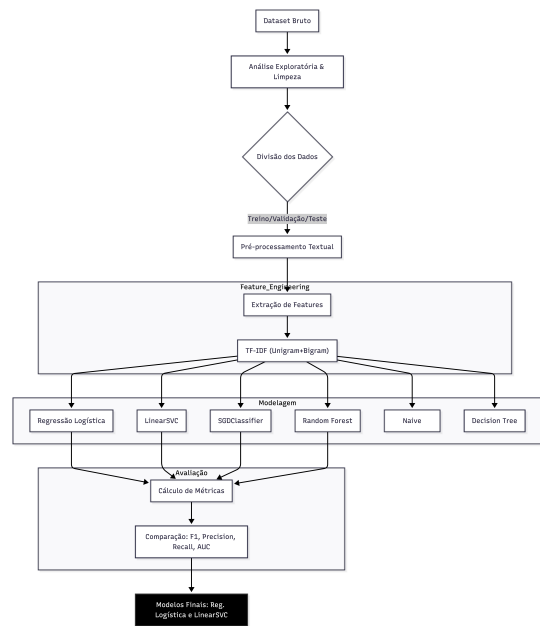 Dataset Bruto
Análise Exploratória &
Limpeza
Divisão dos Dados
Treino/Validação/Teste
Pré-processamento Textual
Feature_Engineering
Extração de Features
TF-IDF (Unigram+Bigram)
Modelagem
Regressão Logística
LinearSVC
SGDClassifier
Random Forest
Naive
Decision Tree
Avaliação
Cálculo de Métricas
Comparação: F1, Precision,
Recall, AUC
Modelos Finais: Reg.
Logística e LinearSVC